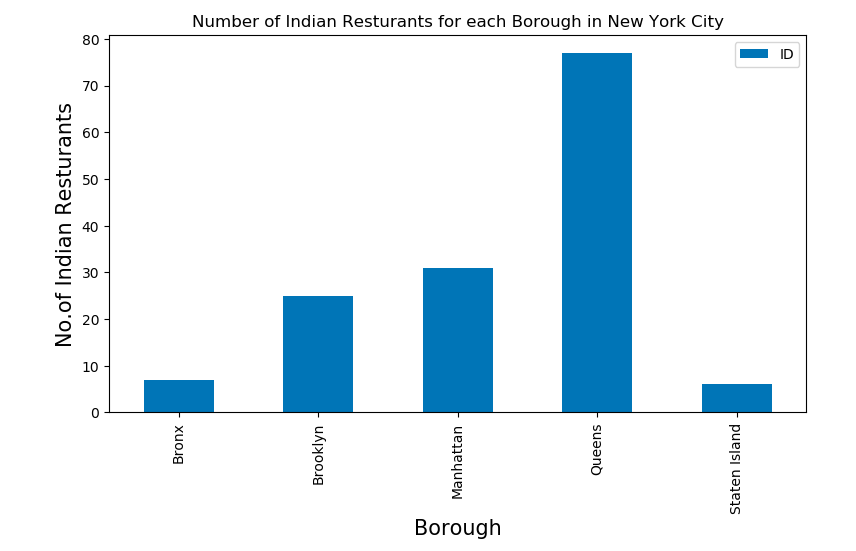 Number of Indian Resturants for each Borough in New York City
ID
No.of Indian Resturants
80
70
60
50
40
30
20
10
0
Bronx
Brooklyn
Manhattan
Queens
Staten Island
Borough